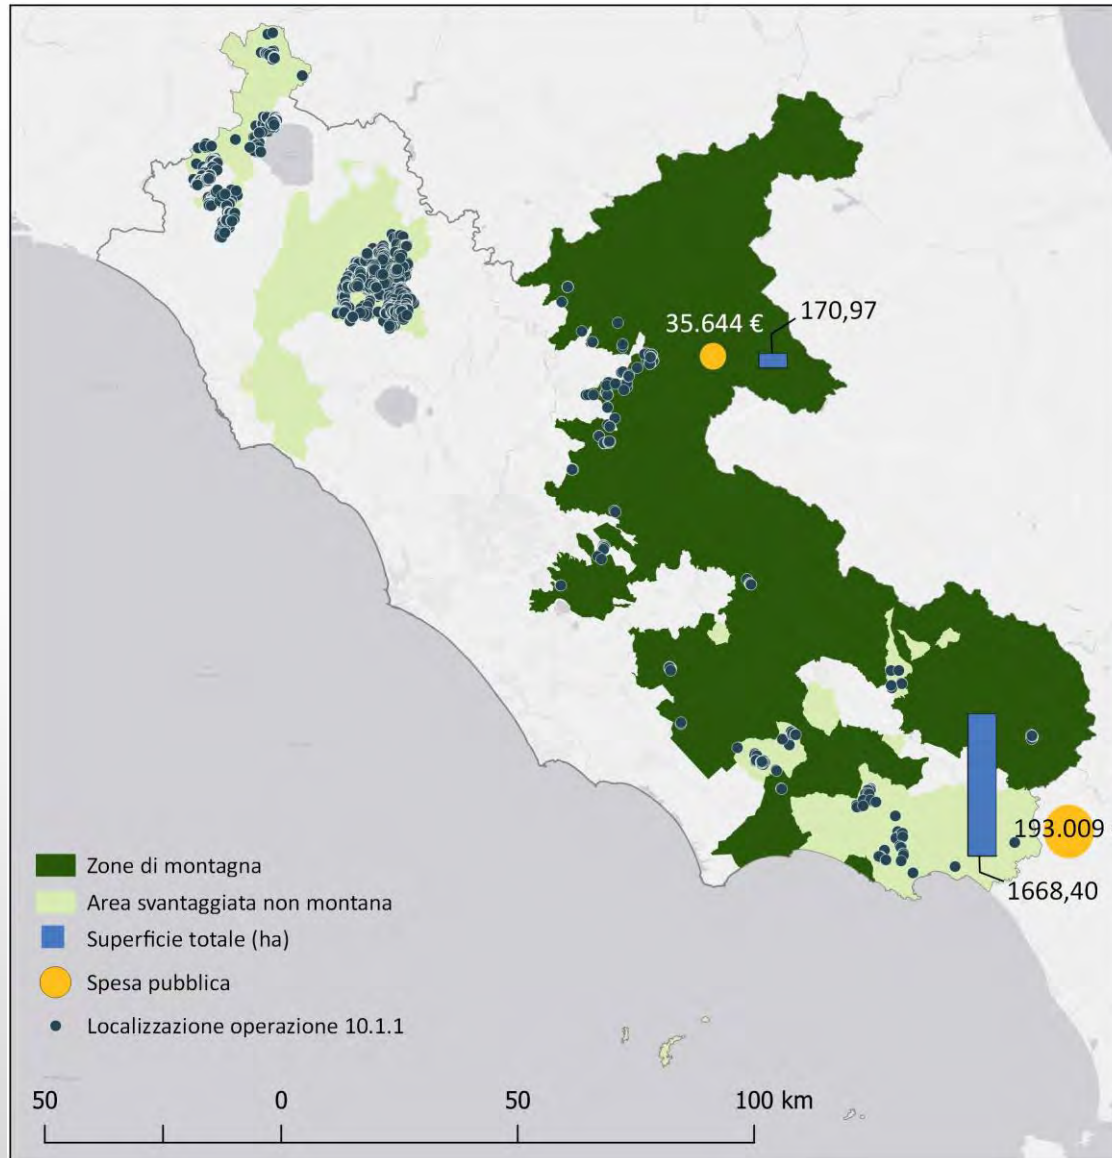 35.644 €
170,97
193.009
1668,40
Zone di montagna
Area svantaggiata non montana
Superficie totale (ha)
Spesa pubblica
Localizzazione operazione 10.1.1
50 0 50 100 km